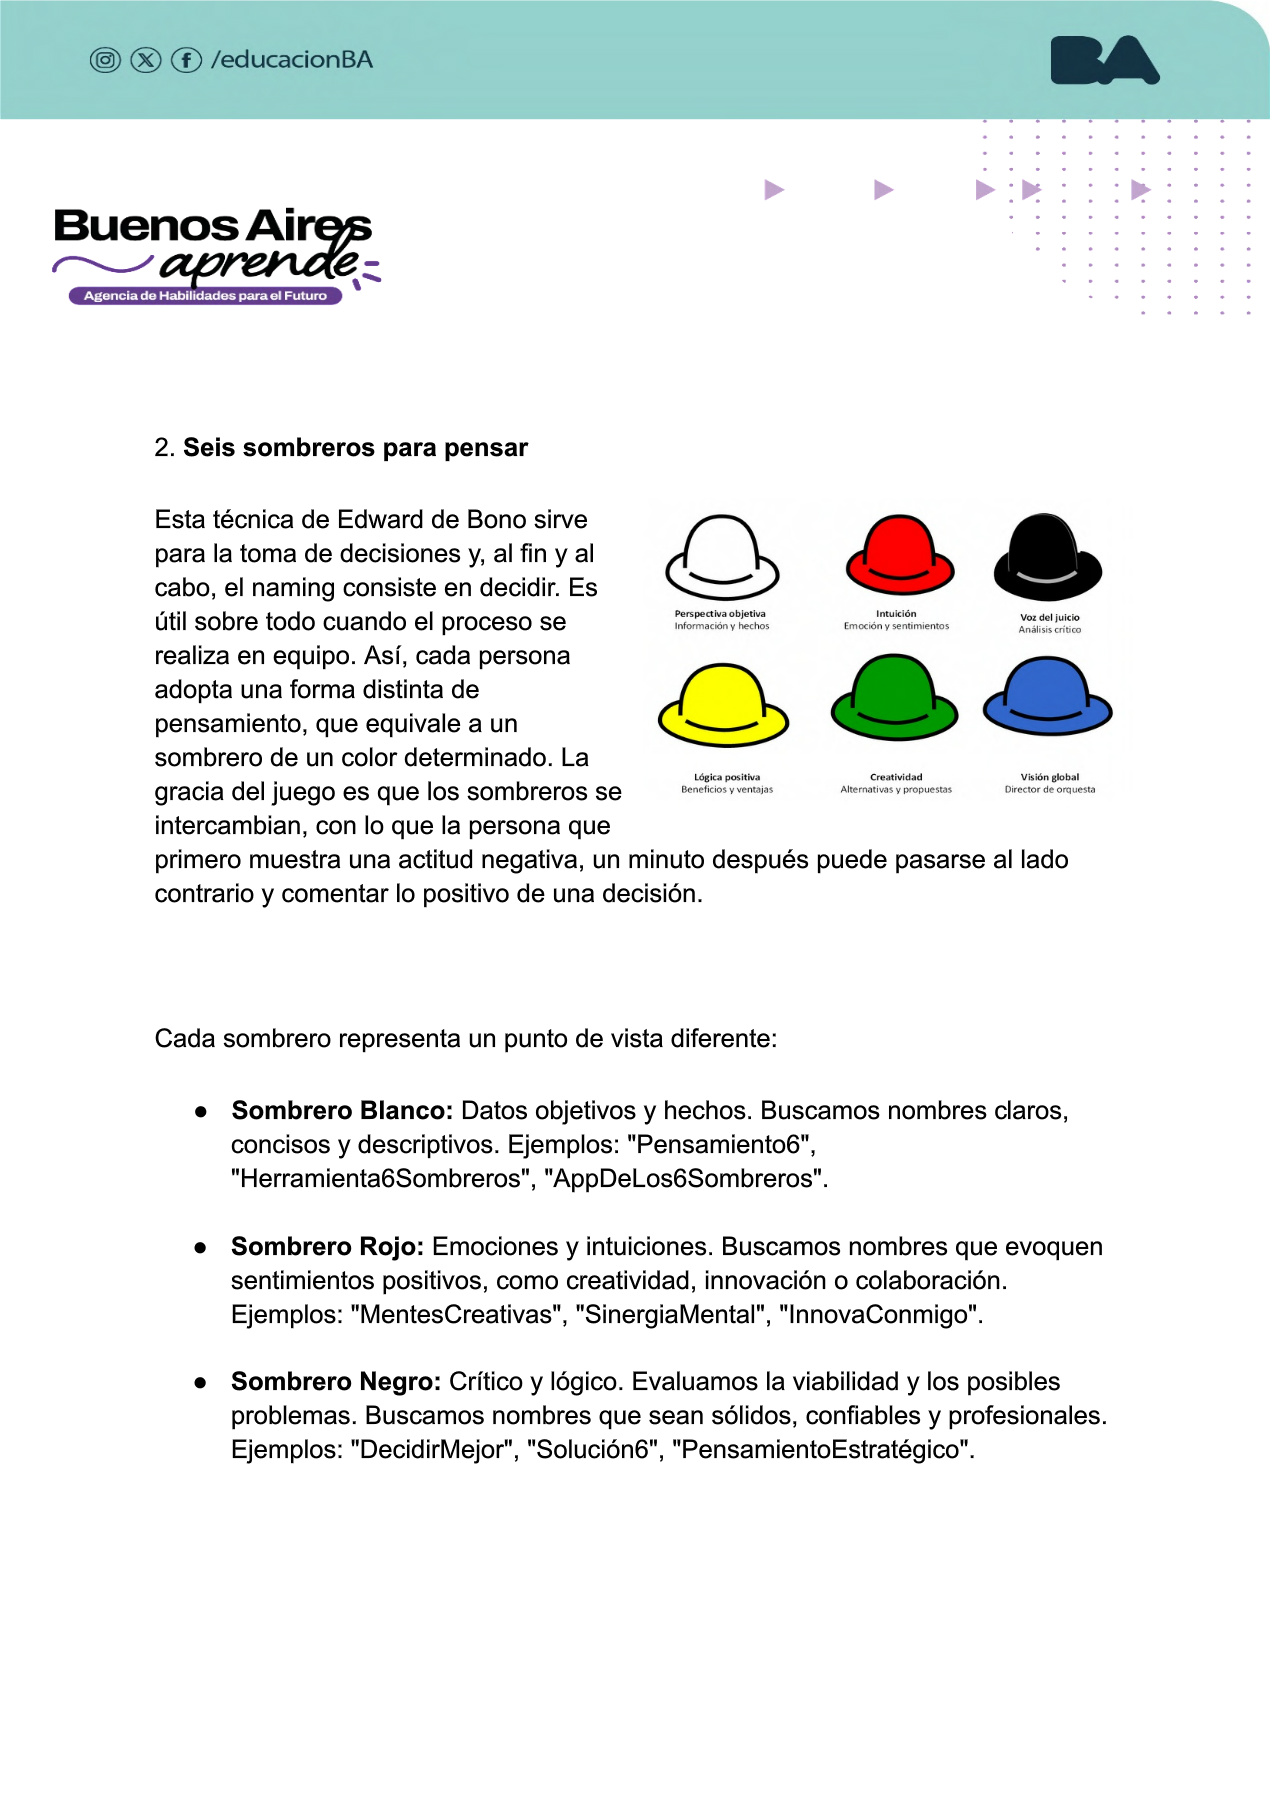 /educacionBA
BA
Buenos Aires
aprende
Agencia de Habilidades para el Futuro
2. Seis sombreros para pensar
Esta técnica de Edward de Bono sirve
para la toma de decisiones y, al fin y al
cabo, el naming consiste en decidir. Es
útil sobre todo cuando el proceso se
realiza en equipo. Así, cada persona
adopta una forma distinta de
pensamiento, que equivale a un
sombrero de un color determinado. La
gracia del juego es que los sombreros se
intercambian, con lo que la persona que
primero muestra una actitud negativa, un minuto después puede pasarse al lado
contrario y comentar lo positivo de una decisión.
Perspectiva objetiva
Información y hechos
Intuición
Emoción y sentimientos
Voz del juicio
Análisis crítico
Lógica positiva
Beneficios y ventajas
Creatividad
Alternativas y propuestas
Visión global
Director de orquesta
Cada sombrero representa un punto de vista diferente:
● Sombrero Blanco: Datos objetivos y hechos. Buscamos nombres claros,
concisos y descriptivos. Ejemplos: "Pensamiento6",
"Herramienta6Sombreros", "AppDeLos6Sombreros".
● Sombrero Rojo: Emociones y intuiciones. Buscamos nombres que evoquen
sentimientos positivos, como creatividad, innovación o colaboración.
Ejemplos: "MentesCreativas", "SinergiaMental", "InnovaConmigo".
● Sombrero Negro: Crítico y lógico. Evaluamos la viabilidad y los posibles
problemas. Buscamos nombres que sean sólidos, confiables y profesionales.
Ejemplos: "DecidirMejor", "Solución6", "PensamientoEstratégico".